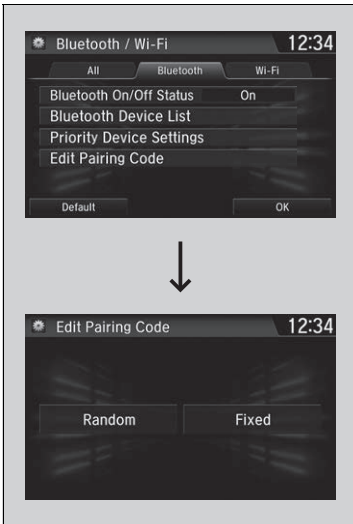 Bluetooth / Wi-Fi 12:34
All Bluetooth Wi-Fi
Bluetooth On/Off Status On
Bluetooth Device List
Priority Device Settings
Edit Pairing Code
Default OK
Edit Pairing Code 12:34
Random Fixed